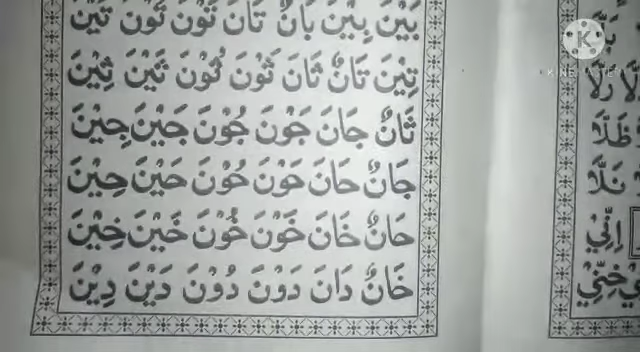 بَيْنَ بِيْنَ بَانٌ تَانَ تَوْنَ تُوْنَ تَيْنَ
تِيْنَ تَانٌ ثَانَ ثَوْنَ ثُوْنَ ثَيْنَ ثِيْنَ
ثَانٌ جَانَ جَوْنَ جُوْنَ جَيْنَ جِيْنَ
جَانٌ حَانَ حَوْنَ حُوْنَ حَيْنَ حِيْنَ
حَانٌ خَانَ خَوْنَ خُوْنَ خَيْنَ خِيْنَ
خَانٌ دَانَ دَوْنَ دُوْنَ دَيْنَ دِيْنَ
ظَلَّا
نَلَّا
اِنِّيْ
خِنِّيْ
K